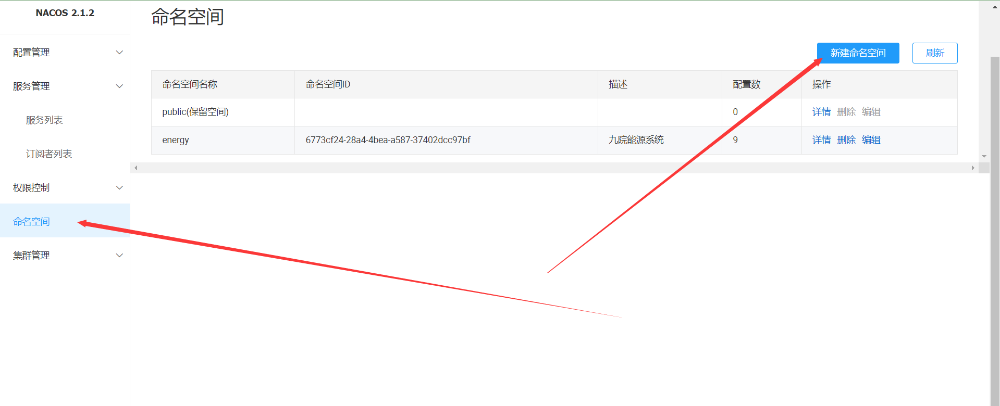 NACOS 2.1.2
配置管理
服务管理
服务列表
订阅者列表
权限控制
命名空间
集群管理
命名空间
新建命名空间 刷新
命名空间名称 命名空间ID 描述 配置数 操作
public(保留空间) 0 详情 删除 编辑
energy 6773cf24-28a4-4bea-a587-37402dcc97bf 九院能源系统 9 详情 删除 编辑